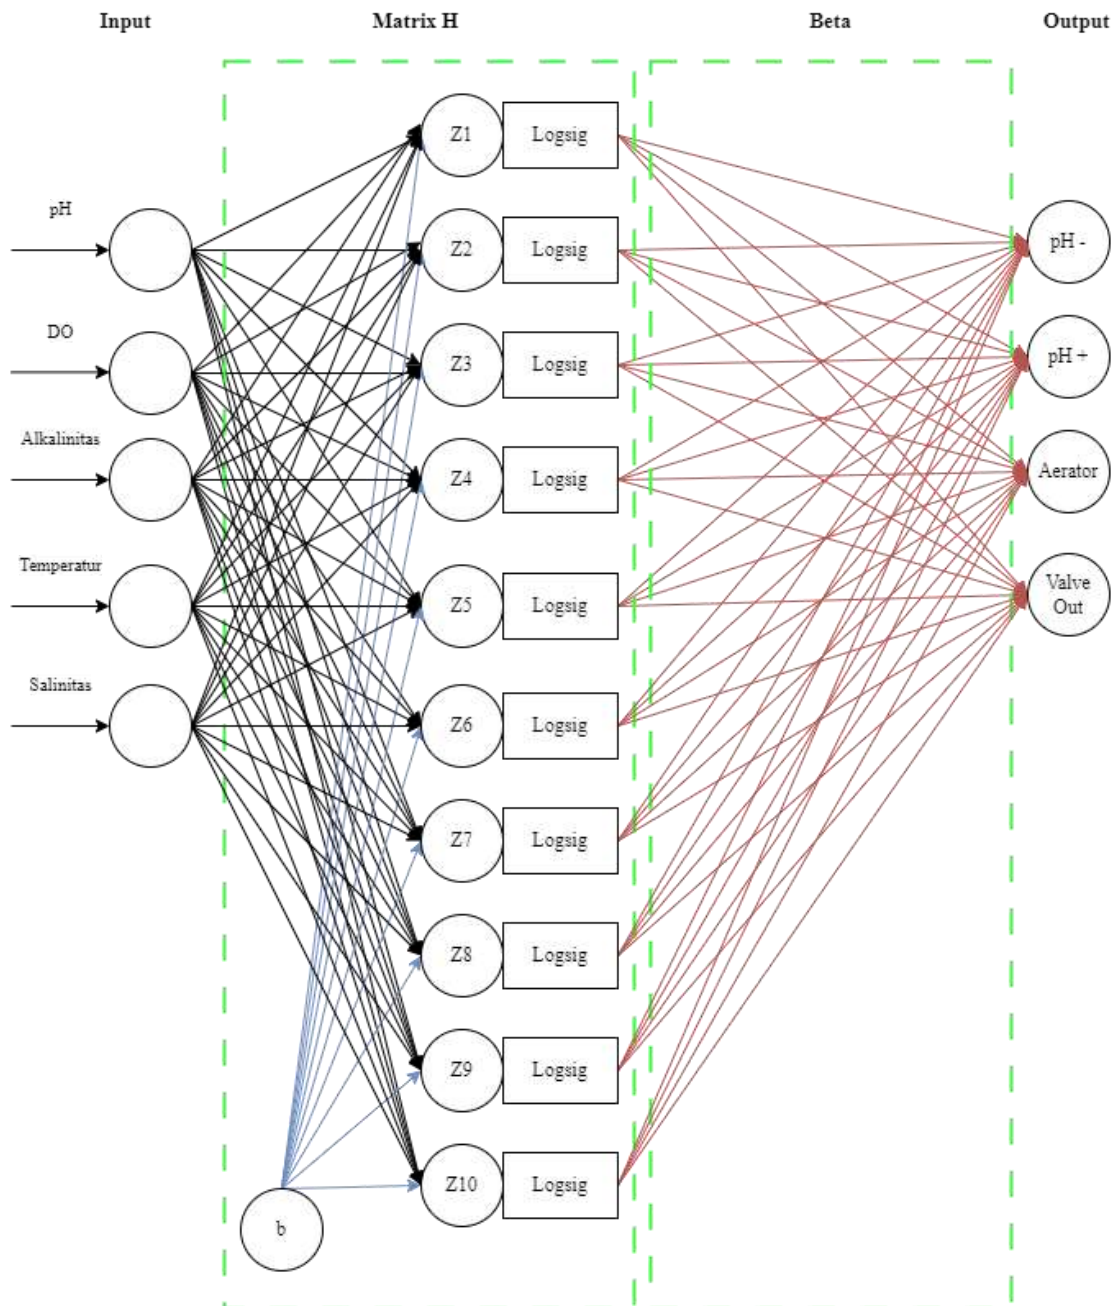 Input
Matrix H
Beta
Output
pH
DO
Alkalinitas
Temperatur
Salinitas
Z1
Logsig
Z2
Logsig
Z3
Logsig
Z4
Logsig
Z5
Logsig
Z6
Logsig
Z7
Logsig
Z8
Logsig
Z9
Logsig
Z10
Logsig
b
pH -
pH +
Aerator
Valve
Out